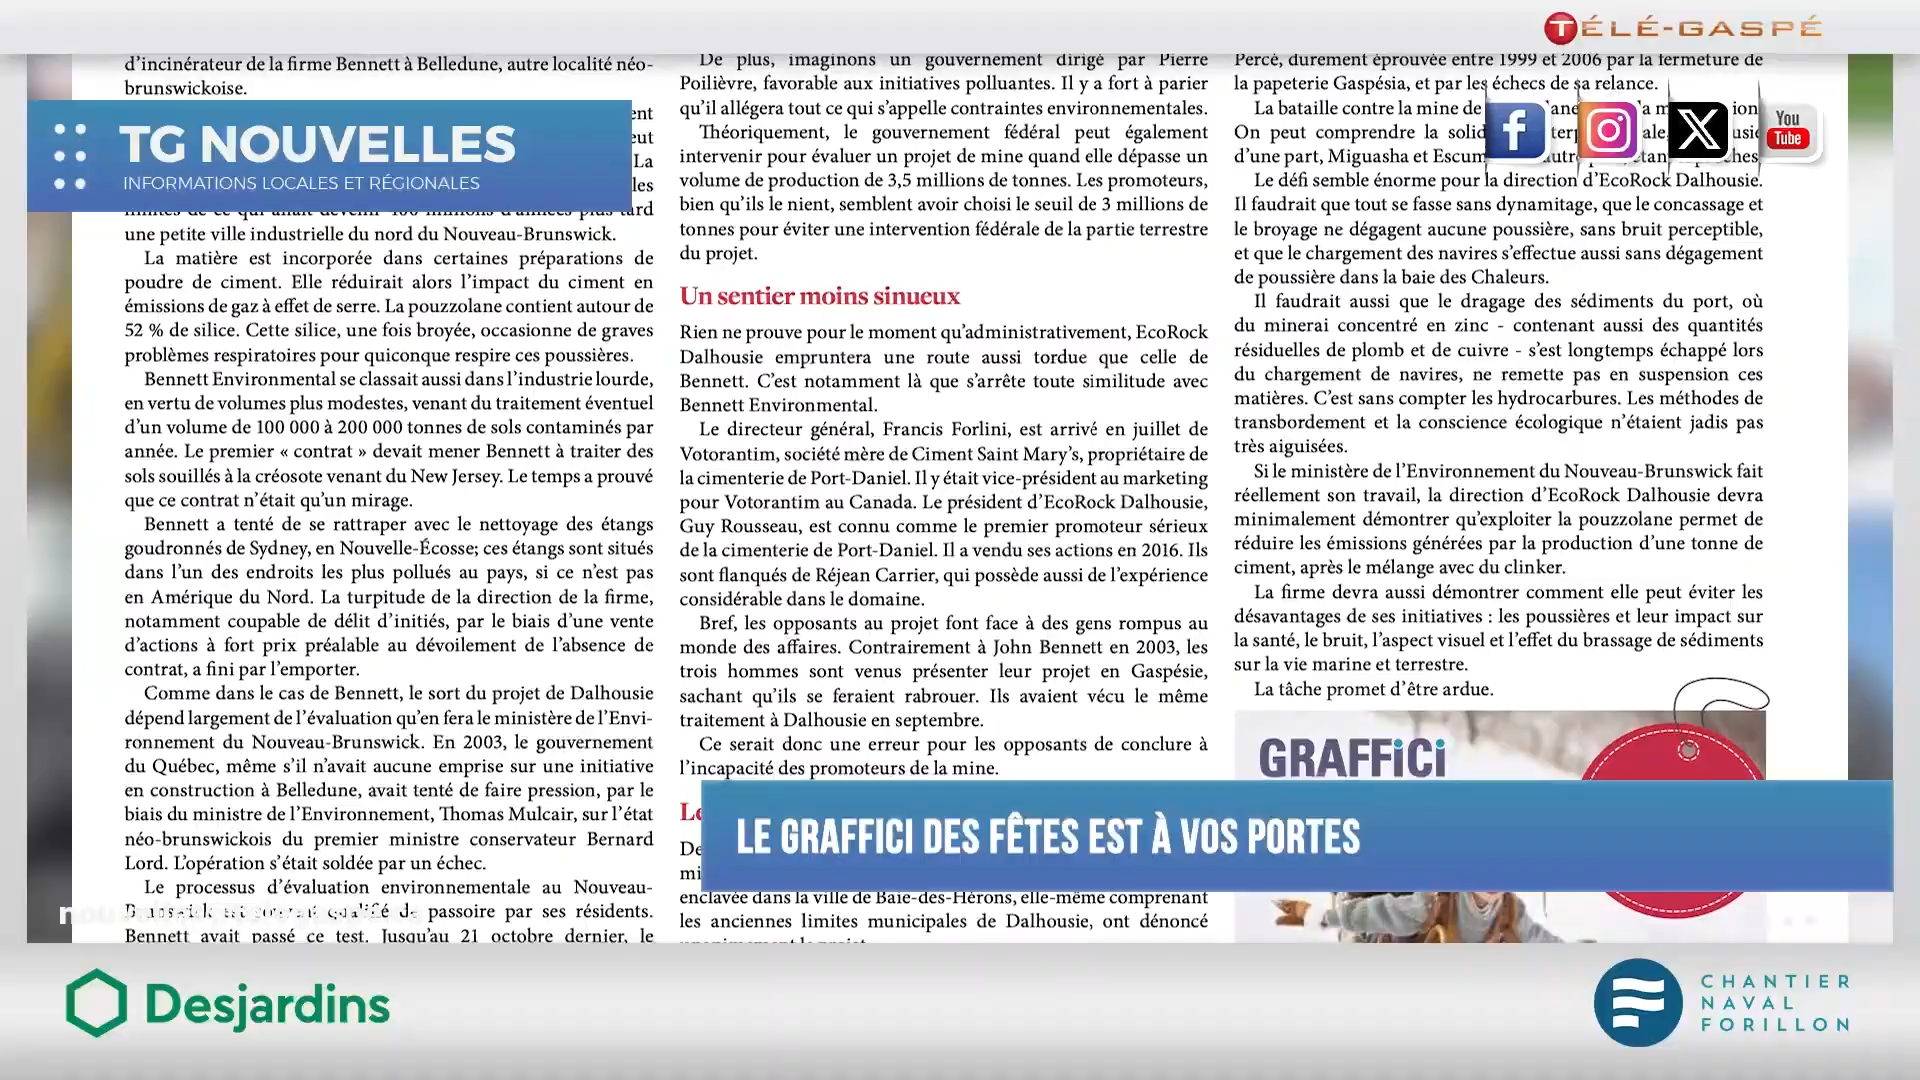 TÉLÉ-GASPÉ
TG NOUVELLES
INFORMATIONS LOCALES ET RÉGIONALES
d'incinérateur de la firme Bennett à Belledune, autre localité néo-
brunswickoise.
ent
eut
La
les
une petite ville industrielle du nord du Nouveau-Brunswick.
La matière est incorporée dans certaines préparations de
poudre de ciment. Elle réduirait alors l'impact du ciment en
émissions de gaz à effet de serre. La pouzzolane contient autour de
52 % de silice. Cette silice, une fois broyée, occasionne de graves
problèmes respiratoires pour quiconque respire ces poussières.
Bennett Environmental se classait aussi dans l'industrie lourde,
en vertu de volumes plus modestes, venant du traitement éventuel
d'un volume de 100 000 à 200 000 tonnes de sols contaminés par
année. Le premier « contrat » devait mener Bennett à traiter des
sols souillés à la créosote venant du New Jersey. Le temps a prouvé
que ce contrat n'était qu'un mirage.
Bennett a tenté de se rattraper avec le nettoyage des étangs
goudronnés de Sydney, en Nouvelle-Écosse; ces étangs sont situés
dans l'un des endroits les plus pollués au pays, si ce n'est pas
en Amérique du Nord. La turpitude de la direction de la firme,
notamment coupable de délit d'initiés, par le biais d'une vente
d'actions à fort prix préalable au dévoilement de l'absence de
contrat, a fini par l'emporter.
Comme dans le cas de Bennett, le sort du projet de Dalhousie
dépend largement de l'évaluation qu'en fera le ministère de l'Envi-
ronnement du Nouveau-Brunswick. En 2003, le gouvernement
du Québec, même s'il n'avait aucune emprise sur une initiative
en construction à Belledune, avait tenté de faire pression, par le
biais du ministre de l'Environnement, Thomas Mulcair, sur l'état
néo-brunswickois du premier ministre conservateur Bernard
Lord. L'opération s'était soldée par un échec.
Le processus d'évaluation environnementale au Nouveau-
Brunswick est souvent qualifié de passoire par ses résidents.
Bennett avait passé ce test. Jusqu'au 21 octobre dernier, le
De plus, imaginons un gouvernement dirigé par Pierre
Poilièvre, favorable aux initiatives polluantes. Il y a fort à parier
qu'il allégera tout ce qui s'appelle contraintes environnementales.
Théoriquement, le gouvernement fédéral peut également
intervenir pour évaluer un projet de mine quand elle dépasse un
volume de production de 3,5 millions de tonnes. Les promoteurs,
bien qu'ils le nient, semblent avoir choisi le seuil de 3 millions de
tonnes pour éviter une intervention fédérale de la partie terrestre
du projet.
Un sentier moins sinueux
Rien ne prouve pour le moment qu'administrativement, EcoRock
Dalhousie empruntera une route aussi tordue que celle de
Bennett. C'est notamment là que s'arrête toute similitude avec
Bennett Environmental.
Le directeur général, Francis Forlini, est arrivé en juillet de
Votorantim, société mère de Ciment Saint Mary's, propriétaire de
la cimenterie de Port-Daniel. Il y était vice-président au marketing
pour Votorantim au Canada. Le président d'EcoRock Dalhousie,
Guy Rousseau, est connu comme le premier promoteur sérieux
de la cimenterie de Port-Daniel. Il a vendu ses actions en 2016. Ils
sont flanqués de Réjean Carrier, qui possède aussi de l'expérience
considérable dans le domaine.
Bref, les opposants au projet font face à des gens rompus au
monde des affaires. Contrairement à John Bennett en 2003, les
trois hommes sont venus présenter leur projet en Gaspésie,
sachant qu'ils se feraient rabrouer. Ils avaient vécu le même
traitement à Dalhousie en septembre.
Ce serait donc une erreur pour les opposants de conclure à
l'incapacité des promoteurs de la mine.
enclavée dans la ville de Baie-des-Hérons, elle-même comprenant
les anciennes limites municipales de Dalhousie, ont dénoncé
Percé, durement éprouvée entre 1999 et 2006 par la fermeture de
la papeterie Gaspésia, et par les échecs de sa relance.
La bataille contre la mine de
On peut comprendre la
d'une part, Miguasha et
Le défi semble énorme pour la direction d'EcoRock Dalhousie.
Il faudrait que tout se fasse sans dynamitage, que le concassage et
le broyage ne dégagent aucune poussière, sans bruit perceptible,
et que le chargement des navires s'effectue aussi sans dégagement
de poussière dans la baie des Chaleurs.
Il faudrait aussi que le dragage des sédiments du port, où
du minerai concentré en zinc - contenant aussi des quantités
résiduelles de plomb et de cuivre - s'est longtemps échappé lors
du chargement de navires, ne remette pas en suspension ces
matières. C'est sans compter les hydrocarbures. Les méthodes de
transbordement et la conscience écologique n'étaient jadis pas
très aiguisées.
Si le ministère de l'Environnement du Nouveau-Brunswick fait
réellement son travail, la direction d'EcoRock Dalhousie devra
minimalement démontrer qu'exploiter la pouzzolane permet de
réduire les émissions générées par la production d'une tonne de
ciment, après le mélange avec du clinker.
La firme devra aussi démontrer comment elle peut éviter les
désavantages de ses initiatives : les poussières et leur impact sur
la santé, le bruit, l'aspect visuel et l'effet du brassage de sédiments
sur la vie marine et terrestre.
La tâche promet d'être ardue.
You
Tube
GRAFFiCi
LE GRAFFICI DES FÊTES EST À VOS PORTES
Desjardins
CHANTIER
NAVAL
FORILLON